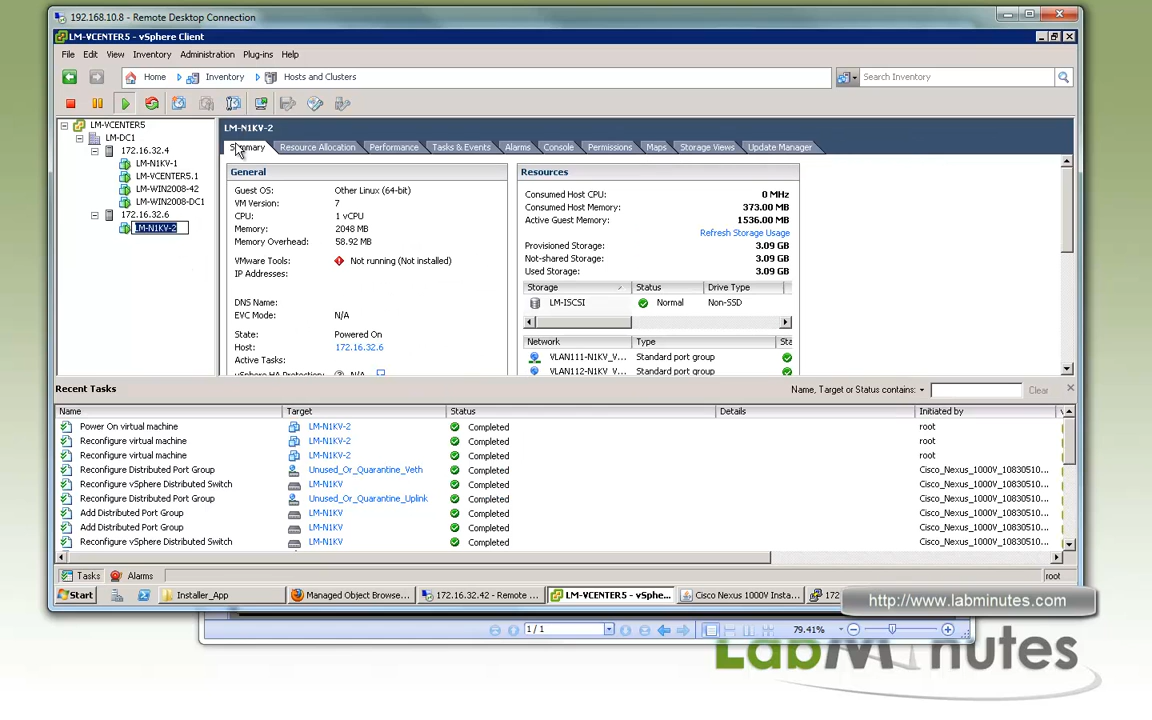 192.168.10.8 - Remote Desktop Connection
LM-VCENTER5 - vSphere Client
File Edit View Inventory Administration Plug-ins Help
Home Inventory Hosts and Clusters Search Inventory
LM-VCENTER5
LM-DC1
172.16.32.4
LM-N1KV-1
LM-VCENTER5.1
LM-WIN2008-42
LM-WIN2008-DC1
172.16.32.6
LM-N1KV-2
LM-N1KV-2
Summary Resource Allocation Performance Tasks & Events Alarms Console Permissions Maps Storage Views Update Manager
General
Guest OS: Other Linux (64-bit)
VM Version: 7
CPU: 1 vCPU
Memory: 2048 MB
Memory Overhead: 58.92 MB
VMware Tools: Not running (Not installed)
IP Addresses:
DNS Name:
EVC Mode: N/A
State: Powered On
Host: 172.16.32.6
Active Tasks:
vSphere HA Protection: N/A
Resources
Consumed Host CPU: 0 MHz
Consumed Host Memory: 373.00 MB
Active Guest Memory: 1536.00 MB
Refresh Storage Usage
Provisioned Storage: 3.09 GB
Not-shared Storage: 3.09 GB
Used Storage: 3.09 GB
Storage Status Drive Type
LM-ISCSI Normal Non-SSD
Network Type Sta
VLAN111-N1KV_V... Standard port group
VLAN112-N1KV_V... Standard port group
Recent Tasks Name, Target or Status contains: Clear
Name Target Status Details Initiated by
Power On virtual machine LM-N1KV-2 Completed root
Reconfigure virtual machine LM-N1KV-2 Completed root
Reconfigure virtual machine LM-N1KV-2 Completed root
Reconfigure Distributed Port Group Unused_Or_Quarantine_Veth Completed Cisco_Nexus_1000V_10830510...
Reconfigure vSphere Distributed Switch LM-N1KV Completed Cisco_Nexus_1000V_10830510...
Reconfigure Distributed Port Group Unused_Or_Quarantine_Uplink Completed Cisco_Nexus_1000V_10830510...
Add Distributed Port Group LM-N1KV Completed Cisco_Nexus_1000V_10830510...
Add Distributed Port Group LM-N1KV Completed Cisco_Nexus_1000V_10830510...
Reconfigure vSphere Distributed Switch LM-N1KV Completed Cisco_Nexus_1000V_10830510...
Tasks Alarms root
Start Installer_App Managed Object Browse... 172.16.32.42 - Remote ... LM-VCENTER5 - vSphe... Cisco Nexus 1000V Insta... 172
http://www.labminutes.com
1 / 1 79.41%
LabMinutes